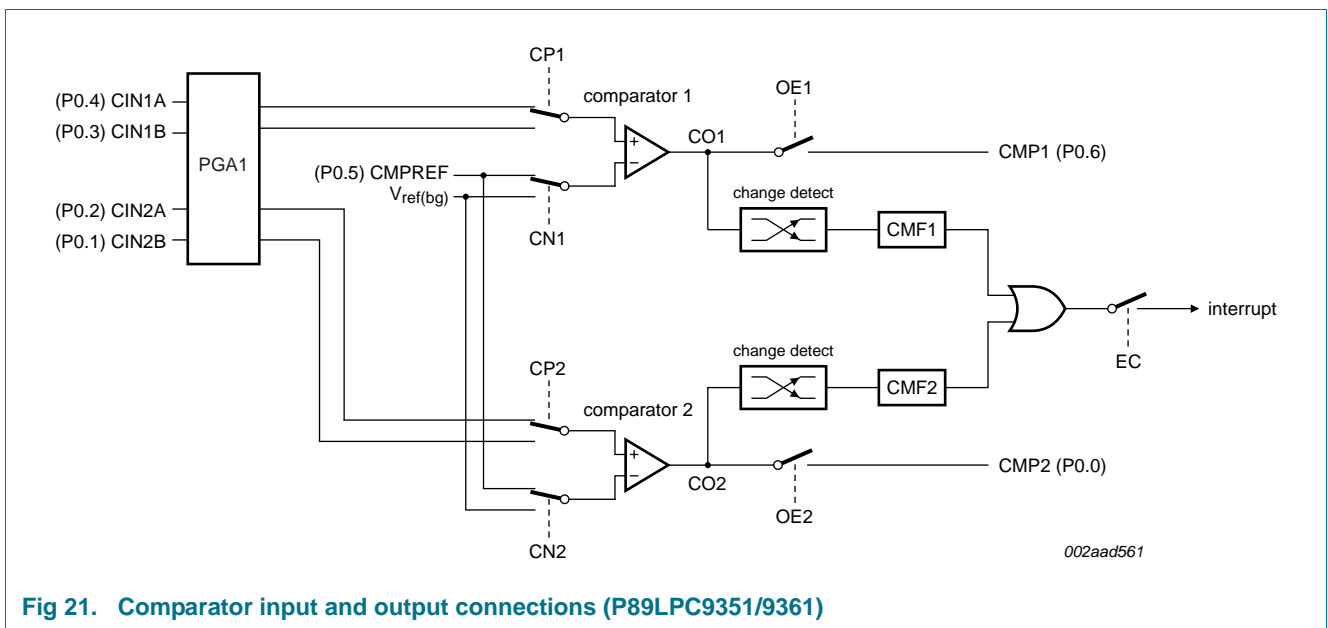 CP1
OE1
(P0.4) CIN1A
comparator 1
(P0.3) CIN1B
CO1
CMP1 (P0.6)
PGA1
(P0.5) CMPREF
Vref(bg)
change detect
(P0.2) CIN2A
(P0.1) CIN2B
CN1
CMF1
interrupt
change detect
EC
CP2
CMF2
comparator 2
CO2
CMP2 (P0.0)
OE2
CN2
002aad561
Fig 21. Comparator input and output connections (P89LPC9351/9361)